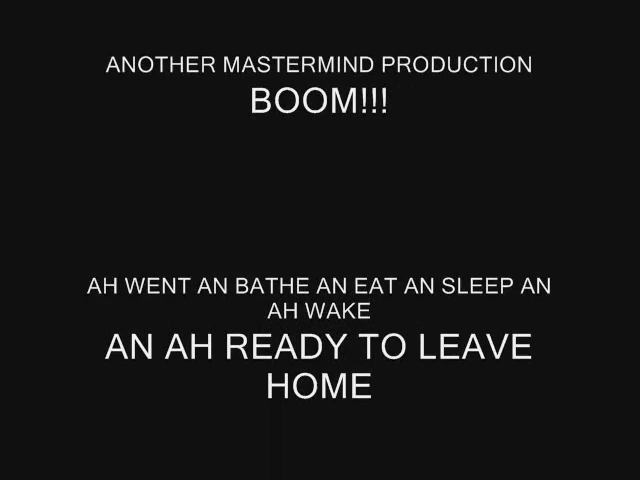 ANOTHER MASTERMIND PRODUCTION
BOOM!!!
AH WENT AN BATHE AN EAT AN SLEEP AN
AH WAKE
AN AH READY TO LEAVE
HOME